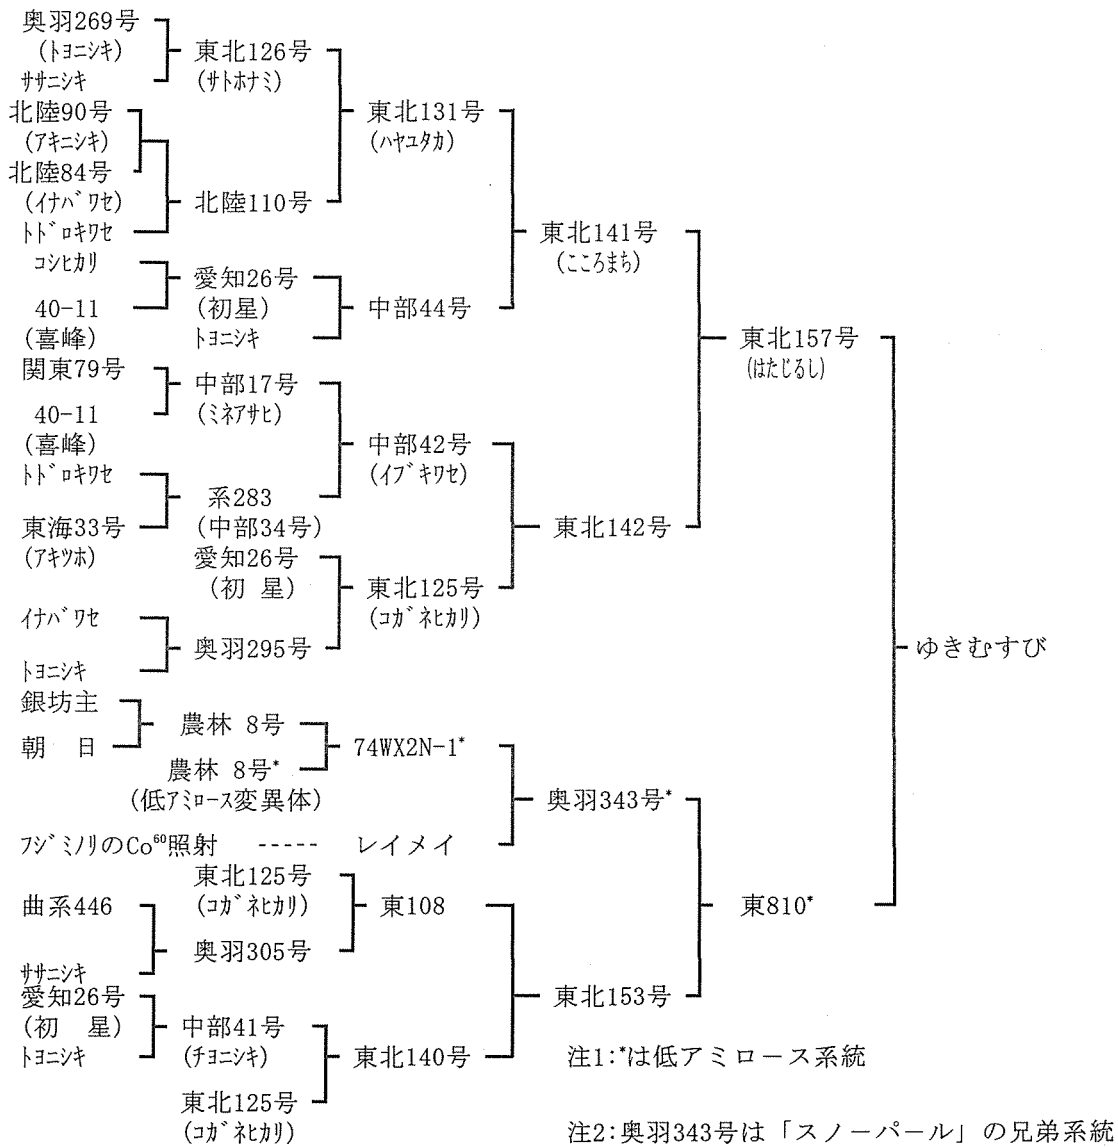 奥羽269号
(トヨニシキ)
ササニシキ
東北126号
(サトホナミ)
北陸90号
(アキニシキ)
北陸84号
(イナバワセ)
トドロキワセ
北陸110号
東北131号
(ハヤユタカ)
コシヒカリ
40-11
(喜峰)
愛知26号
(初星)
トヨニシキ
中部44号
東北141号
(こころまち)
関東79号
40-11
(喜峰)
中部17号
(ミネアサヒ)
トドロキワセ
東海33号
(アキツホ)
系283
(中部34号)
中部42号
(イブキワセ)
愛知26号
(初 星)
イナバワセ
トヨニシキ
奥羽295号
東北125号
(コガネヒカリ)
東北142号
東北157号
(はたじるし)
ゆきむすび
銀坊主
朝 日
農林 8号
農林 8号*
(低アミロース変異体)
74WX2N-1*
フジミノリのCo⁶⁰照射 ----- レイメイ
奥羽343号*
東北125号
(コガネヒカリ)
曲系446
ササニシキ
奥羽305号
東108
愛知26号
(初 星)
トヨニシキ
中部41号
(チヨニシキ)
東北125号
(コガネヒカリ)
東北140号
東北153号
東810*
注1:*は低アミロース系統
注2:奥羽343号は「スノーパール」の兄弟系統